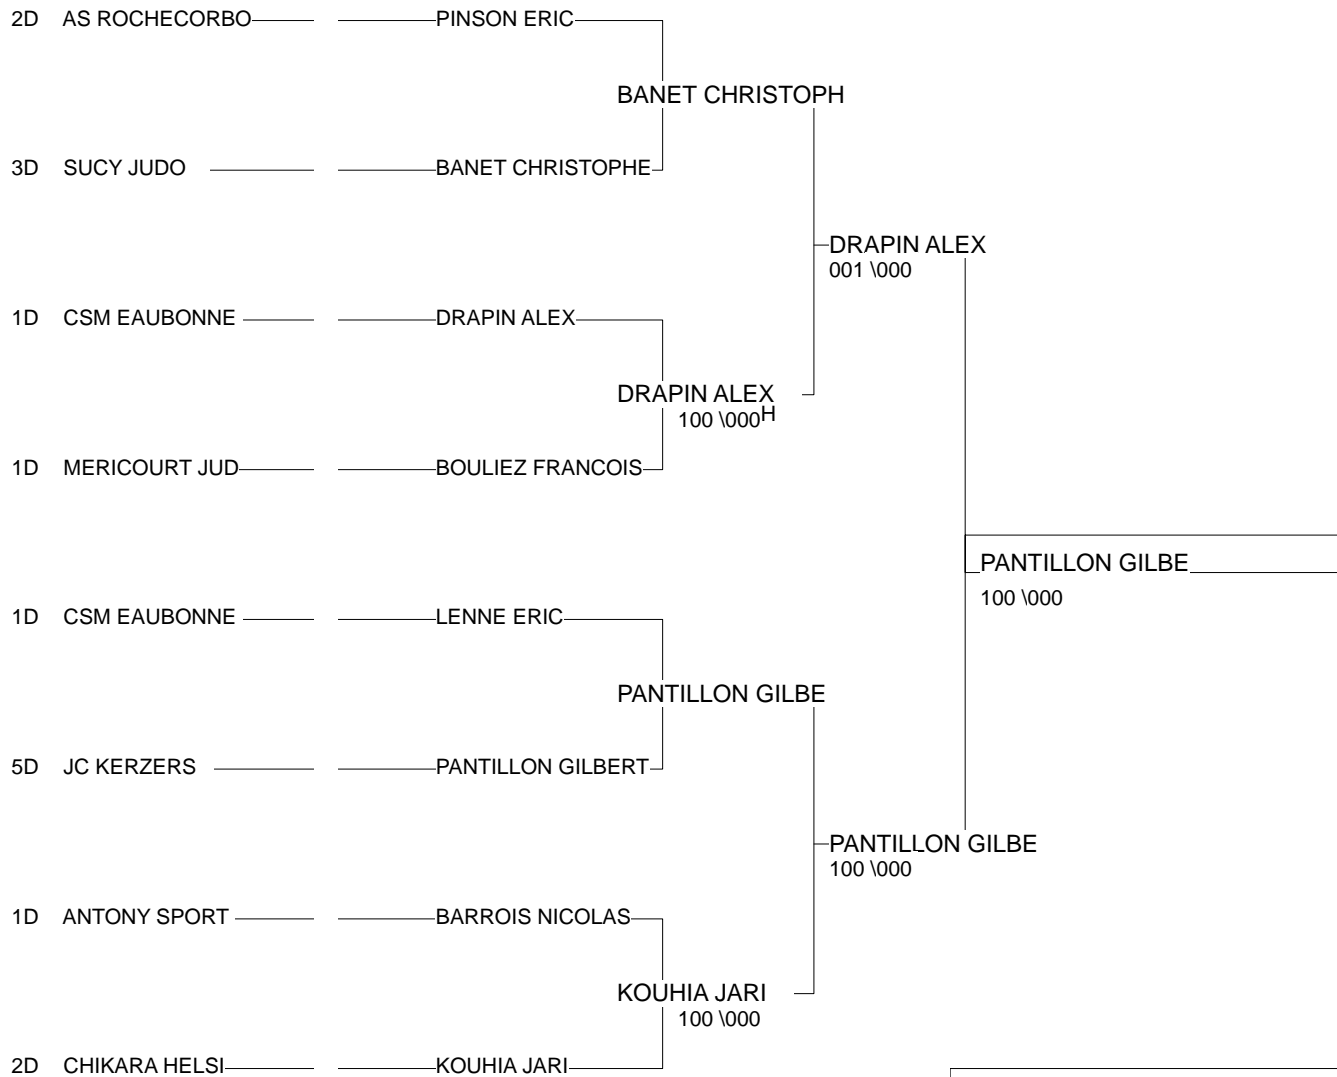 2D AS ROCHECORBO PINSON ERIC
BANET CHRISTOPH
3D SUCY JUDO BANET CHRISTOPHE
DRAPIN ALEX
001 \000
1D CSM EAUBONNE DRAPIN ALEX
DRAPIN ALEX
100 \000H
1D MERICOURT JUD BOULIEZ FRANCOIS
PANTILLON GILBE
100 \000
1D CSM EAUBONNE LENNE ERIC
PANTILLON GILBE
5D JC KERZERS PANTILLON GILBERT
PANTILLON GILBE
100 \000
1D ANTONY SPORT BARROIS NICOLAS
KOUHIA JARI
100 \000
2D CHIKARA HELSI KOUHIA JARI